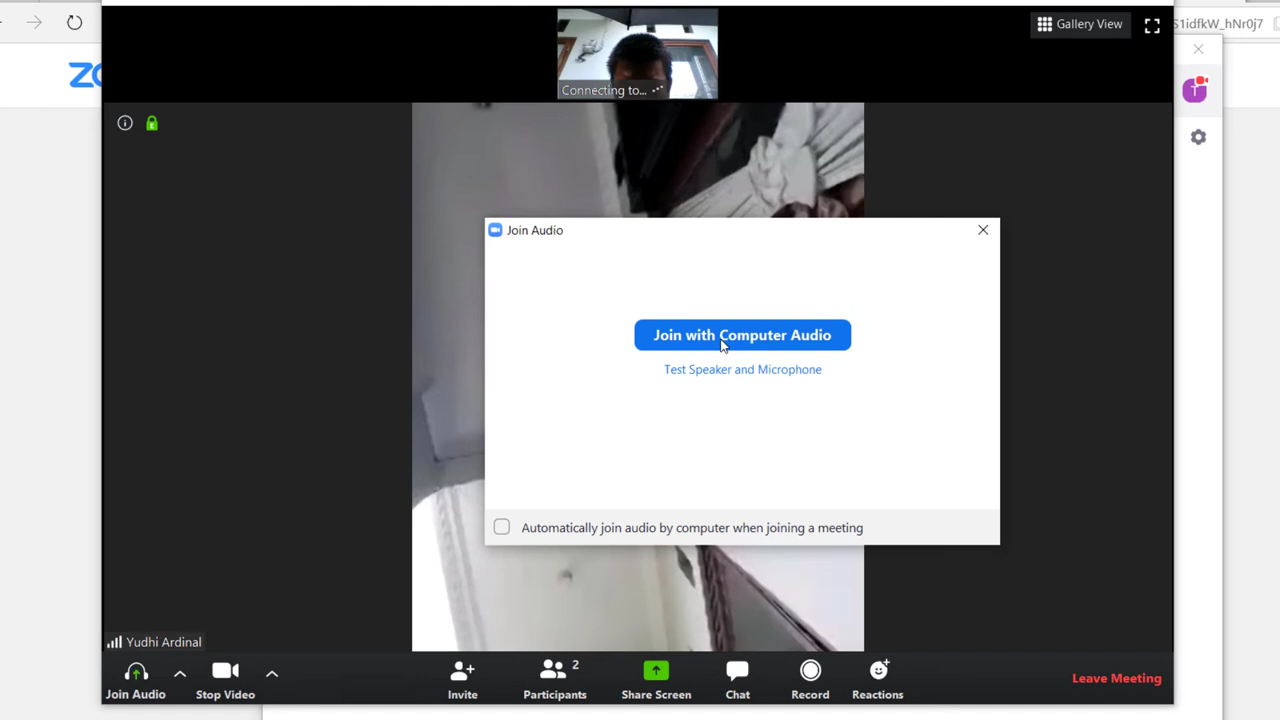 S1idfkW_hNr0j7
Gallery View
Connecting to...
T
Join Audio
Join with Computer Audio
Test Speaker and Microphone
Automatically join audio by computer when joining a meeting
Yudhi Ardinal
Join Audio
Stop Video
Invite
Participants 2
Share Screen
Chat
Record
Reactions
Leave Meeting